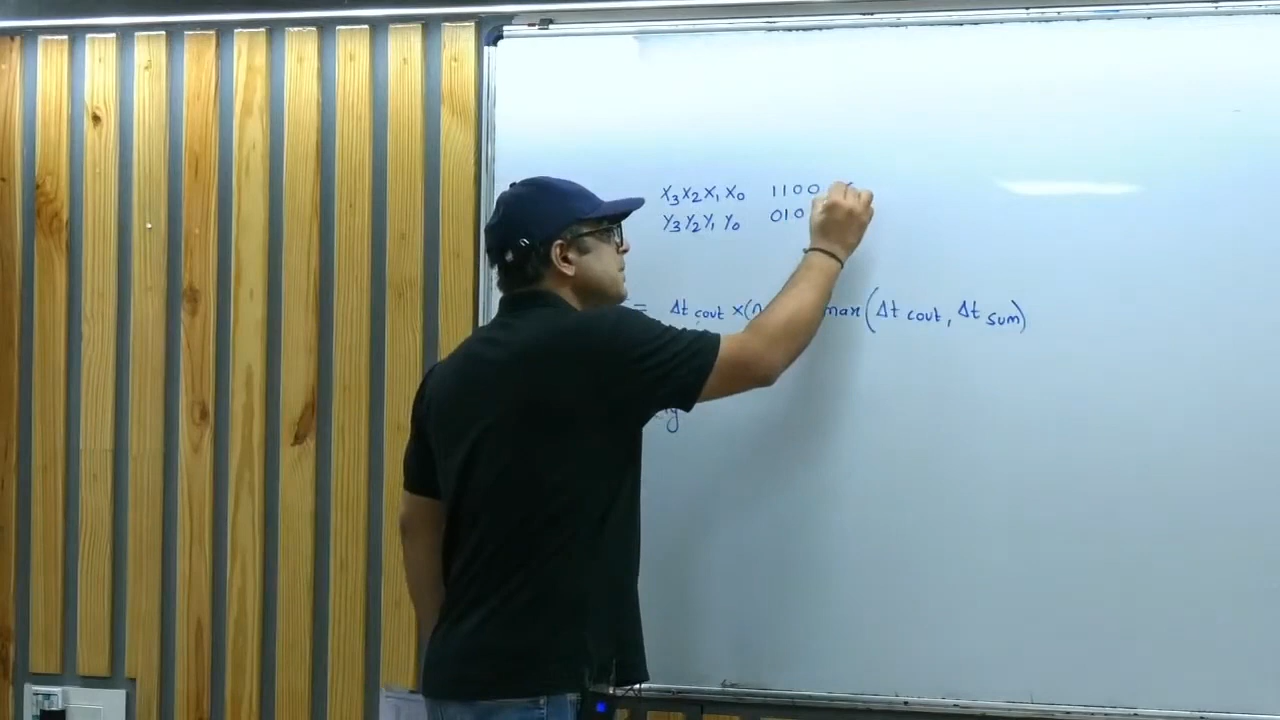 X₃X₂X₁X₀ 1100
Y₃Y₂Y₁Y₀ 010
= Δt cout ×(n max(Δt cout, Δt sum)
y